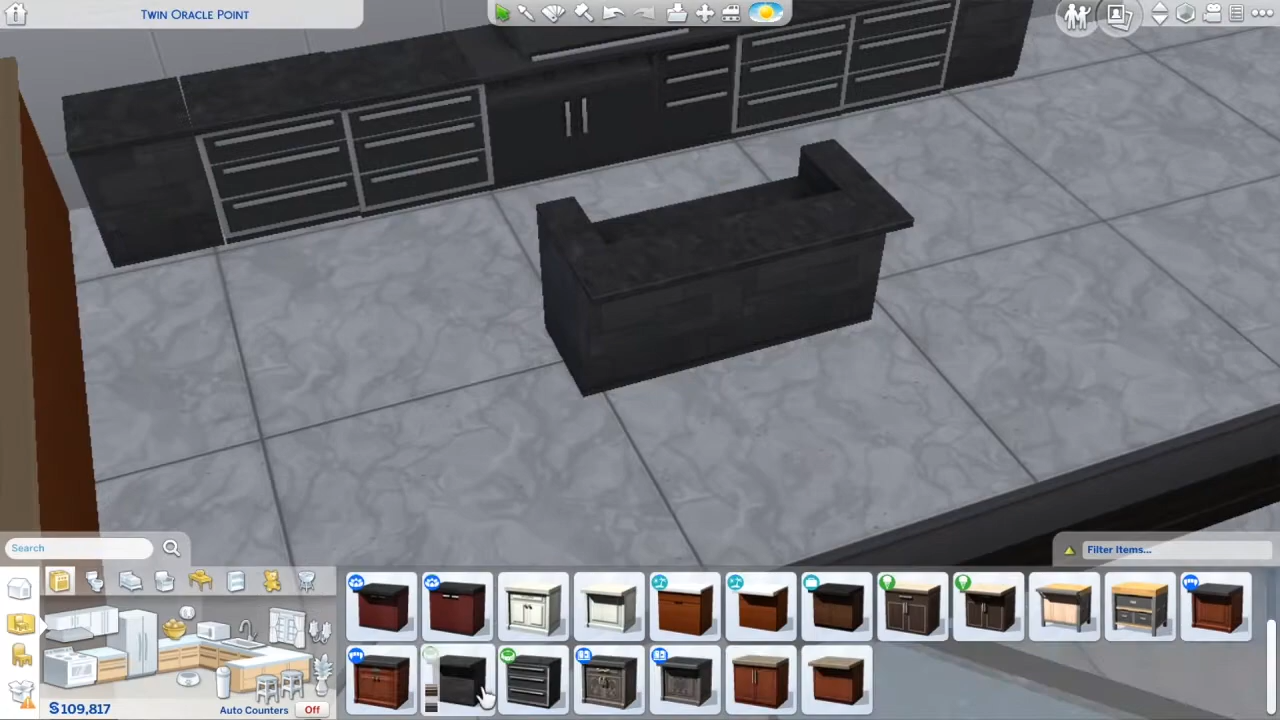 TWIN ORACLE POINT
Search
Filter Items...
§109,817
Auto Counters
Off